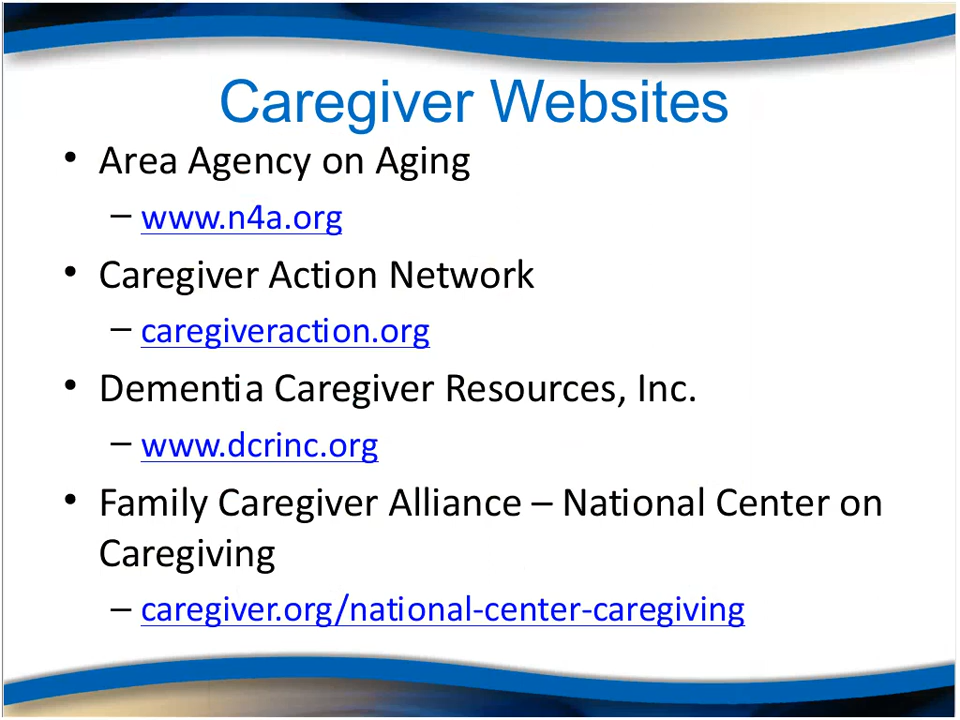 Caregiver Websites
• Area Agency on Aging
– www.n4a.org
• Caregiver Action Network
– caregiveraction.org
• Dementia Caregiver Resources, Inc.
– www.dcrinc.org
• Family Caregiver Alliance – National Center on
Caregiving
– caregiver.org/national-center-caregiving